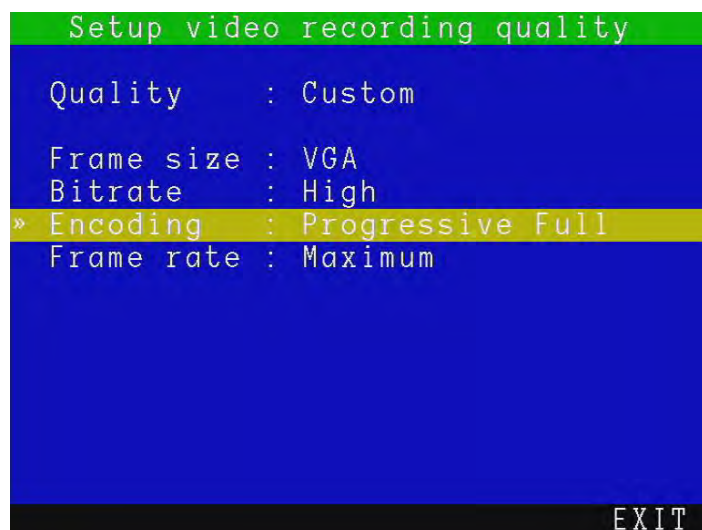 Setup video recording quality
Quality : Custom
Frame size : VGA
Bitrate : High
» Encoding : Progressive Full
Frame rate : Maximum
EXIT